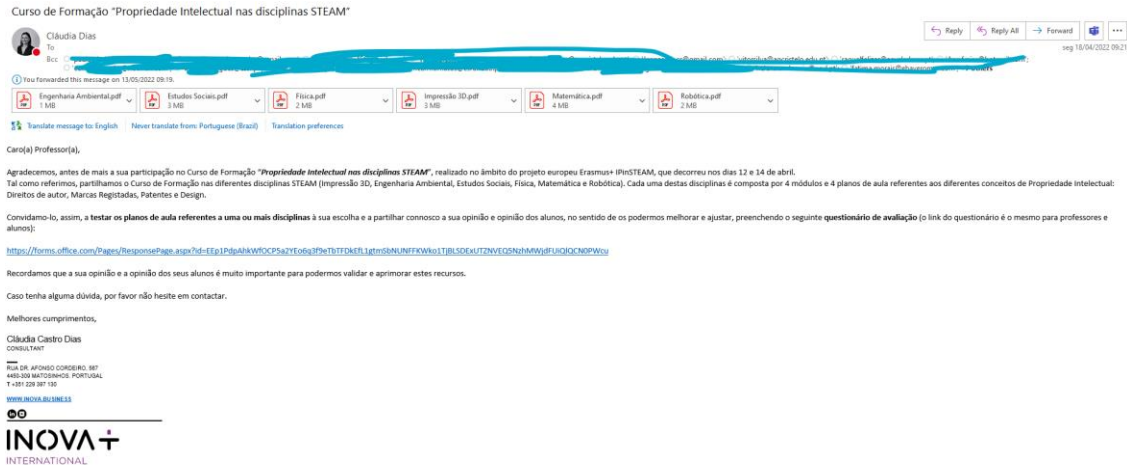 Curso de Formação "Propriedade Intelectual nas disciplinas STEAM"
Cláudia Dias
To
Bcc
Reply
Reply All
Forward
seg 18/04/2022 09:21
You forwarded this message on 13/05/2022 09:19.
Engenharia Ambiental.pdf
1 MB
Estudos Sociais.pdf
3 MB
Física.pdf
2 MB
Impressão 3D.pdf
3 MB
Matemática.pdf
4 MB
Robótica.pdf
2 MB
Translate message to: English
Never translate from: Portuguese (Brazil)
Translation preferences
Caro(a) Professor(a),
Agradecemos, antes de mais a sua participação no Curso de Formação "Propriedade Intelectual nas disciplinas STEAM", realizado no âmbito do projeto europeu Erasmus+ IPinSTEAM, que decorreu nos dias 12 e 14 de abril.
Tal como referimos, partilhamos o Curso de Formação nas diferentes disciplinas STEAM (Impressão 3D, Engenharia Ambiental, Estudos Sociais, Física, Matemática e Robótica). Cada uma destas disciplinas é composta por 4 módulos e 4 planos de aula referentes aos diferentes conceitos de Propriedade Intelectual:
Direitos de autor, Marcas Registadas, Patentes e Design.
Convidamo-lo, assim, a testar os planos de aula referentes a uma ou mais disciplinas à sua escolha e a partilhar connosco a sua opinião e opinião dos alunos, no sentido de os podermos melhorar e ajustar, preenchendo o seguinte questionário de avaliação (o link do questionário é o mesmo para professores e
alunos):
Recordamos que a sua opinião e a opinião dos seus alunos é muito importante para podermos validar e aprimorar estes recursos.
Caso tenha alguma dúvida, por favor não hesite em contactar.
Melhores cumprimentos,
Cláudia Castro Dias
CONSULTANT
RUA DR. AFONSO CORDEIRO, 567
4450-309 MATOSINHOS. PORTUGAL
T +351 229 397 130
WWW.INOVA.BUSINESS
INOVA+
INTERNATIONAL